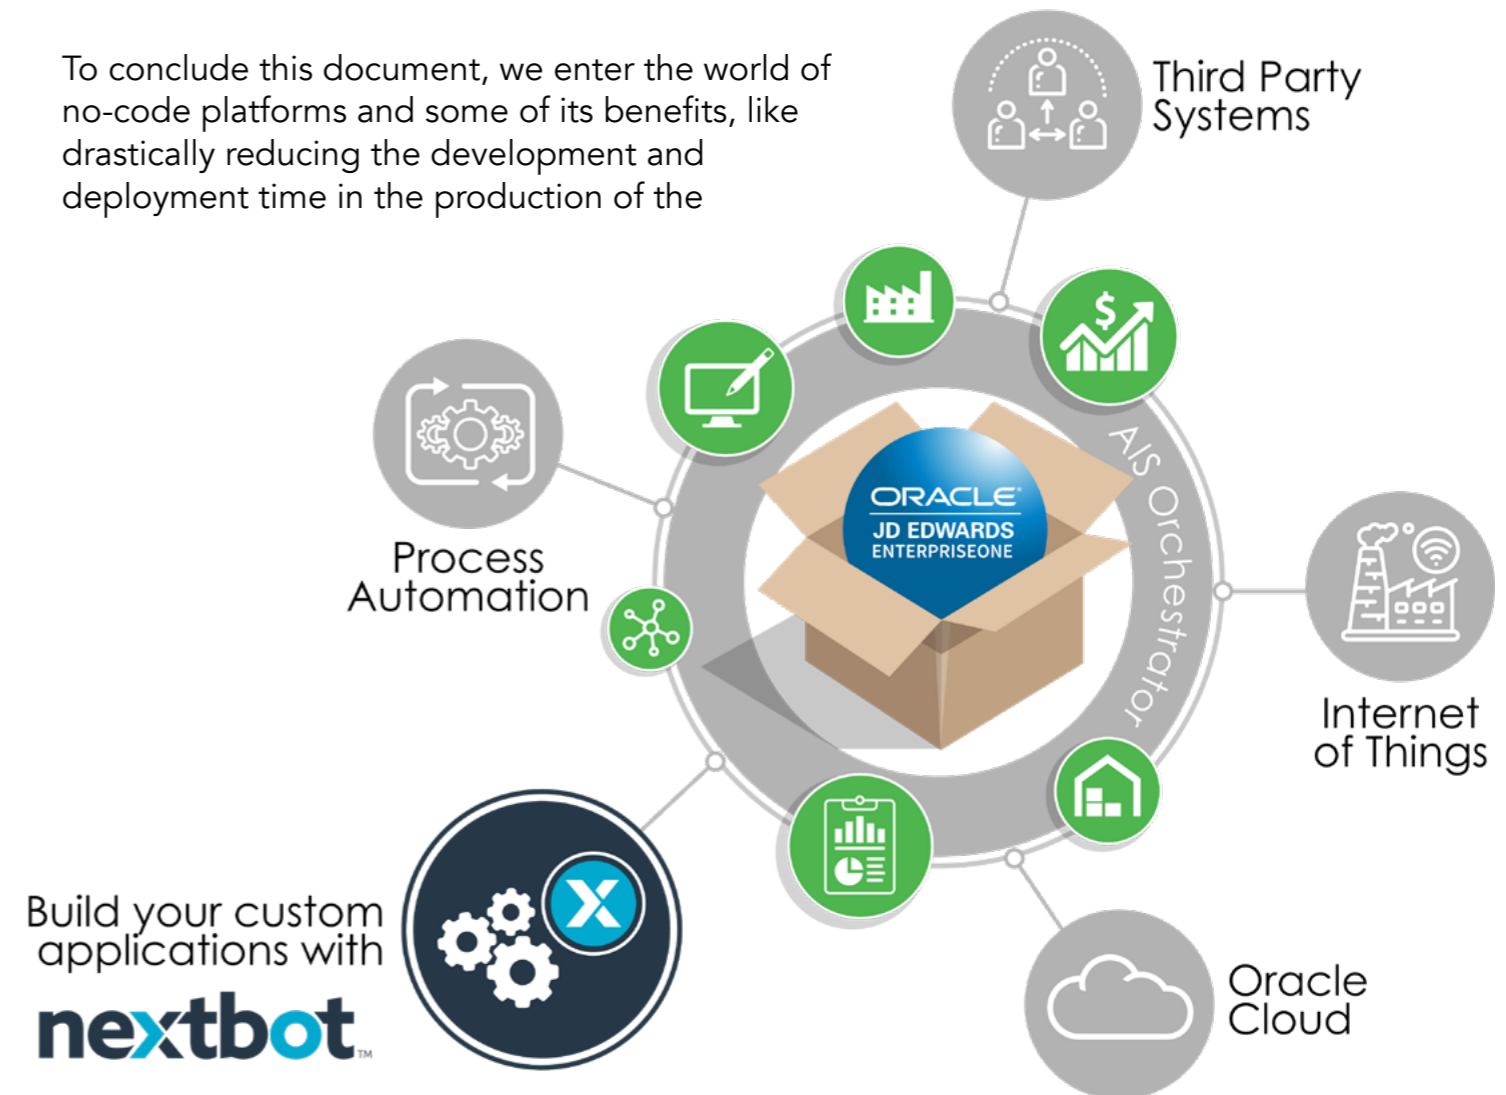 To conclude this document, we enter the world of
no-code platforms and some of its benefits, like
drastically reducing the development and
deployment time in the production of the
Third Party
Systems
$
AIS Orchestrator
ORACLE®
JD EDWARDS
ENTERPRISEONE
Process
Automation
Internet
of Things
Build your custom
applications with
nextbot™
X
Oracle
Cloud